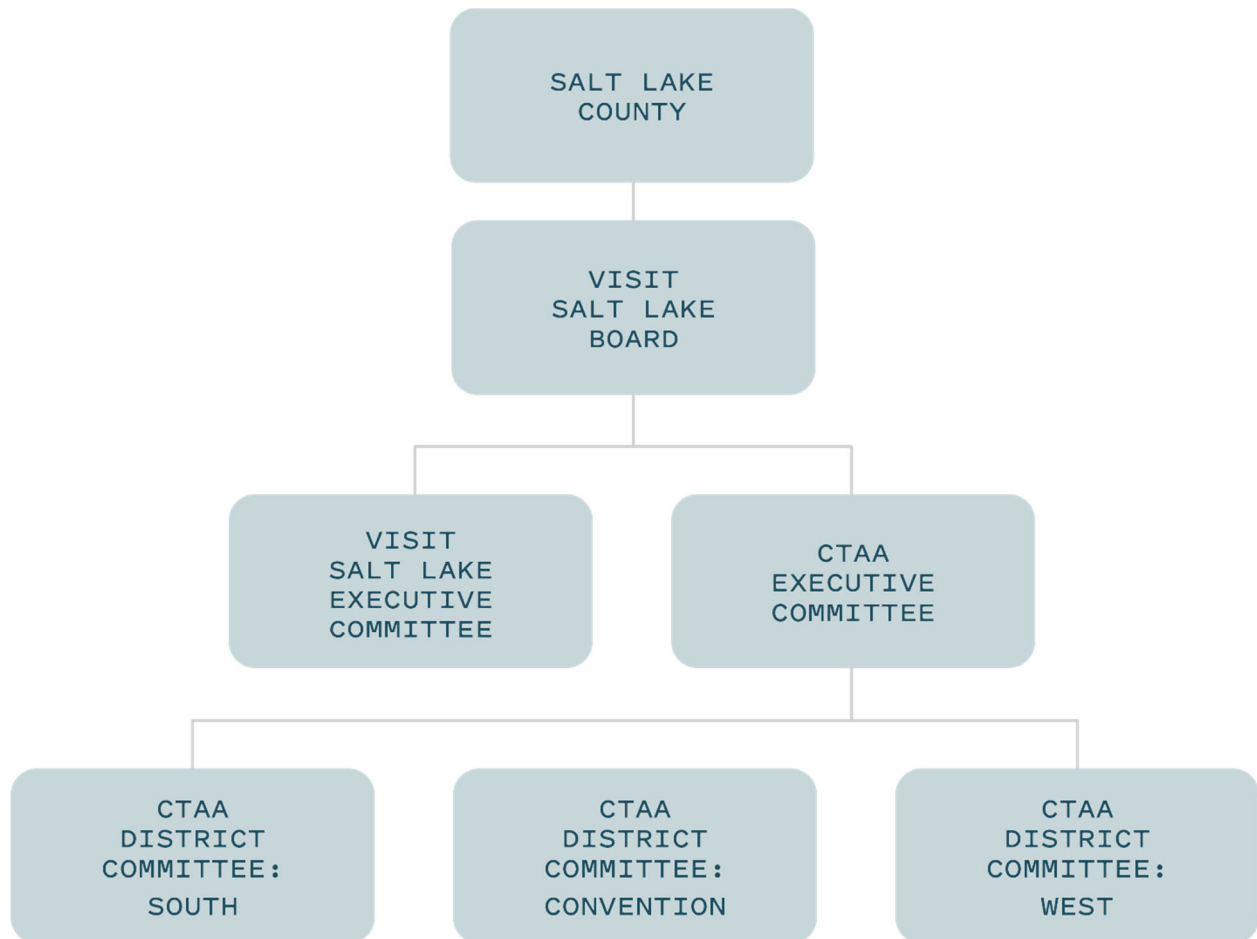 SALT LAKE
COUNTY
VISIT
SALT LAKE
BOARD
VISIT
SALT LAKE
EXECUTIVE
COMMITTEE
CTAA
EXECUTIVE
COMMITTEE
CTAA
DISTRICT
COMMITTEE:
SOUTH
CTAA
DISTRICT
COMMITTEE:
CONVENTION
CTAA
DISTRICT
COMMITTEE:
WEST